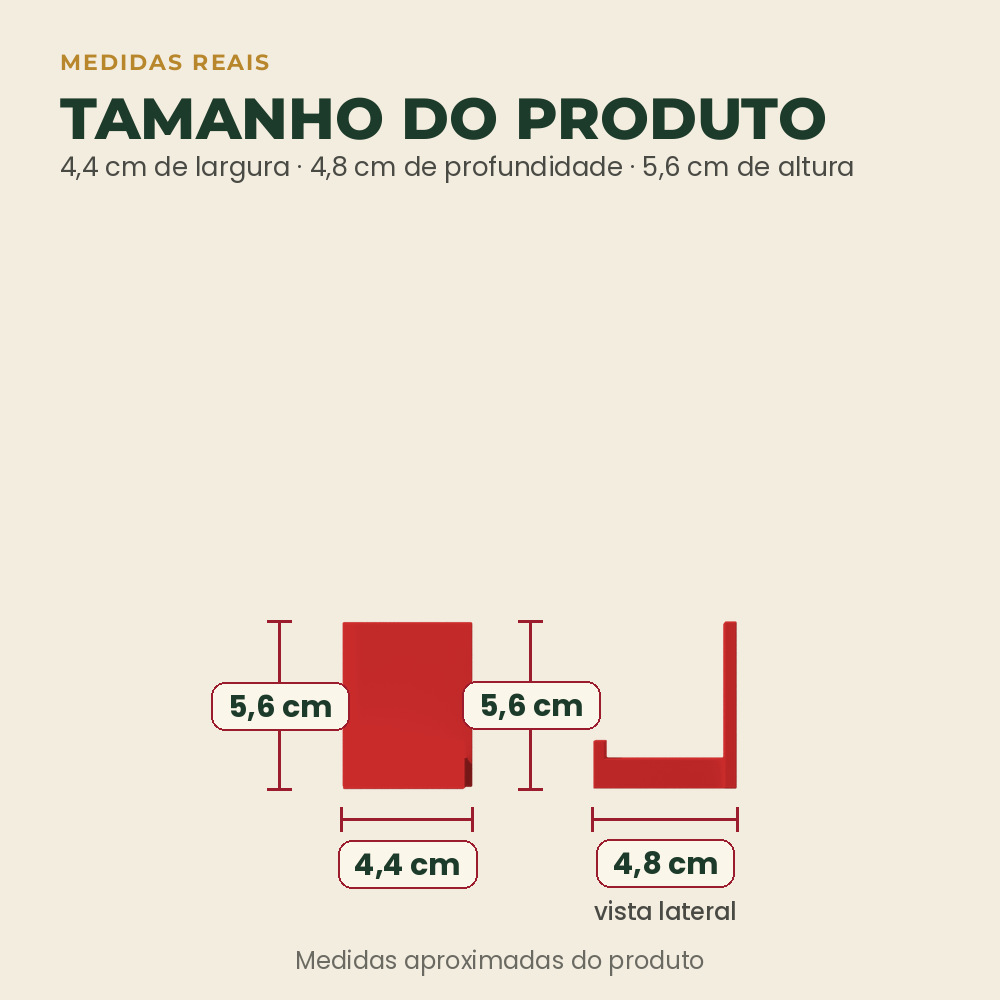 MEDIDAS REAIS
TAMANHO DO PRODUTO
4,4 cm de largura · 4,8 cm de profundidade · 5,6 cm de altura
5,6 cm
5,6 cm
4,4 cm
4,8 cm
vista lateral
Medidas aproximadas do produto